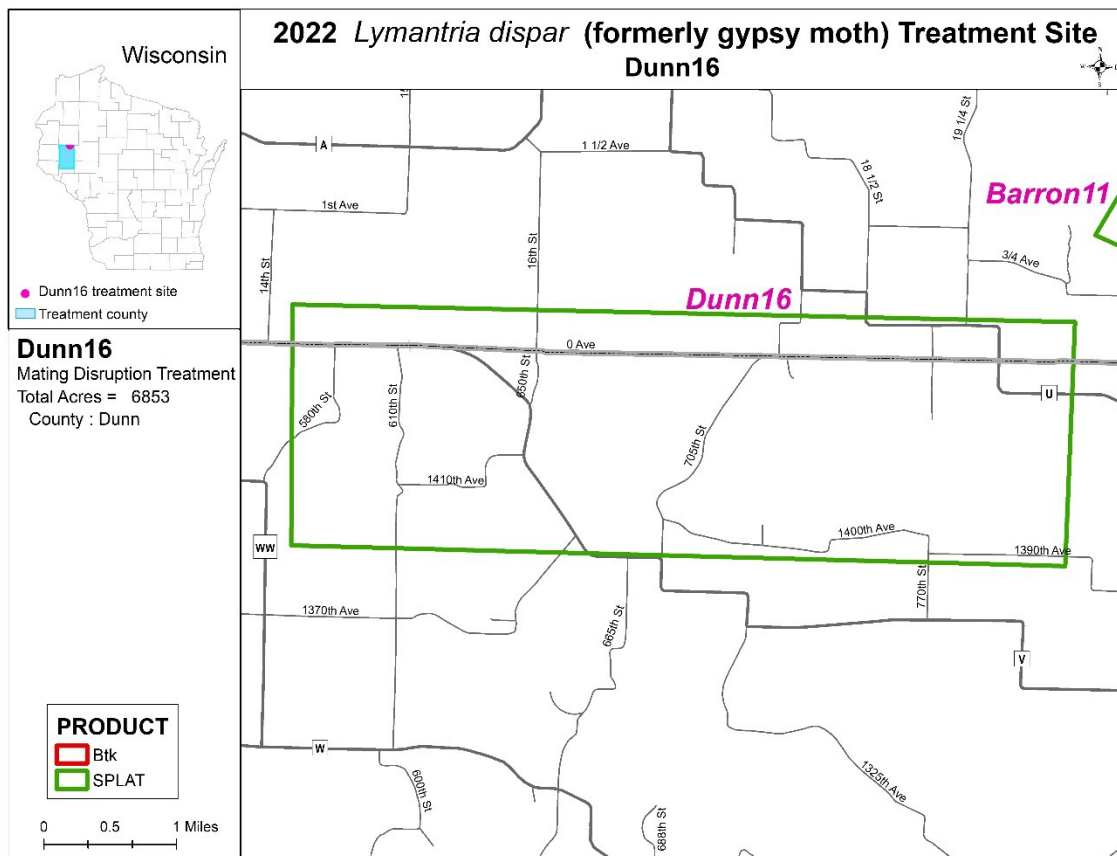 2022 Lymantria dispar (formerly gypsy moth) Treatment Site
Dunn16
N
W
S
Wisconsin
Dunn16 treatment site
Treatment county
Dunn16
Mating Disruption Treatment
Total Acres = 6853
County : Dunn
PRODUCT
Btk
SPLAT
0 0.5 1 Miles
A
1 1/2 Ave
19 1/4 St
18 1/2 St
1st Ave
14th St
16th St
Barron11
3/4 Ave
Dunn16
0 Ave
650th St
580th St
610th St
U
705th St
1410th Ave
WW
1400th Ave
1390th Ave
770th St
1370th Ave
665th St
V
W
600th St
1325th Ave
688th St